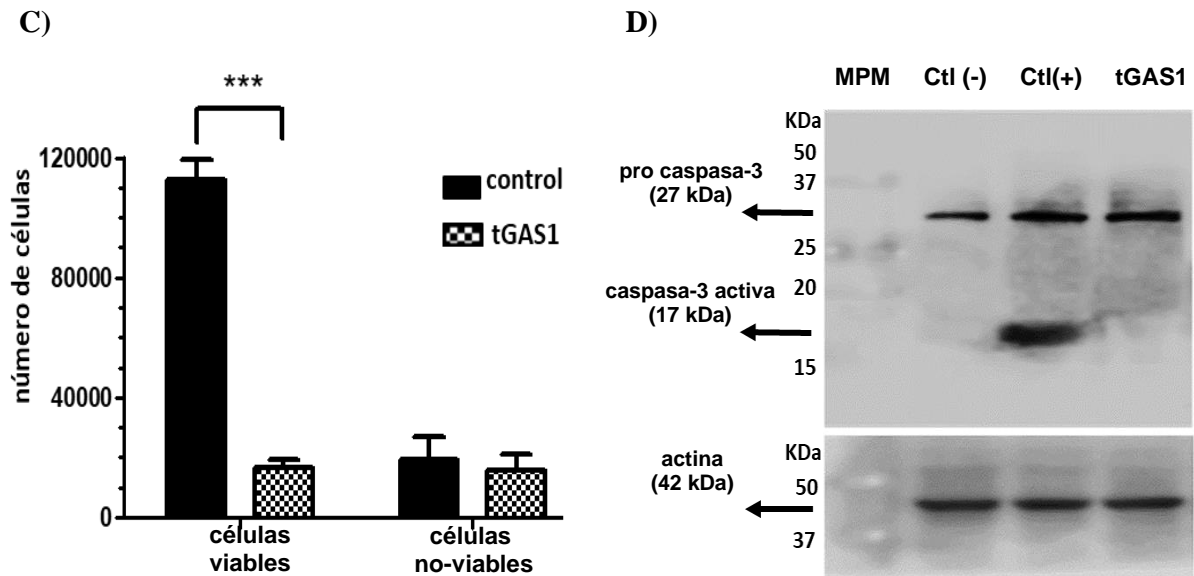 C)
***
120000
80000
40000
0
número de células
control
tGAS1
células
viables
células
no-viables
D)
MPM Ctl (-) Ctl(+) tGAS1
KDa
50
37
25
20
15
pro caspasa-3
(27 kDa)
caspasa-3 activa
(17 kDa)
actina
(42 kDa)
KDa
50
37